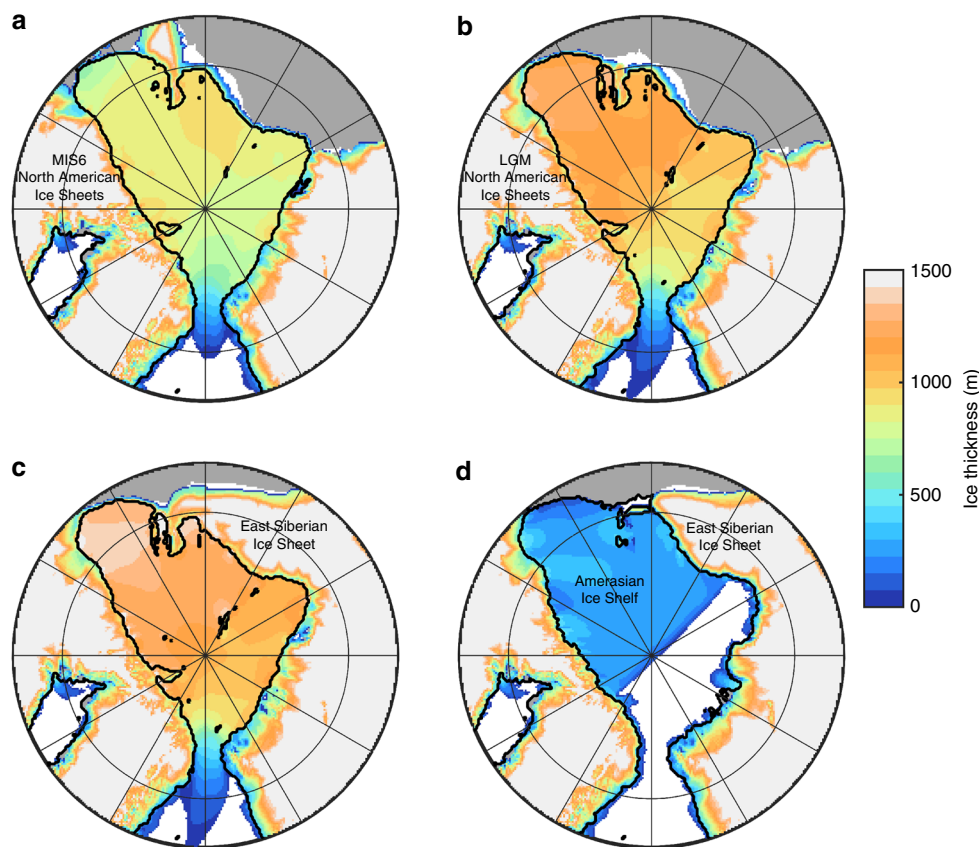 a
MIS6
North American
Ice Sheets
b
LGM
North American
Ice Sheets
c
East Siberian
Ice Sheet
d
East Siberian
Ice Sheet
Amerasian
Ice Shelf
1500
1000
500
0
Ice thickness (m)